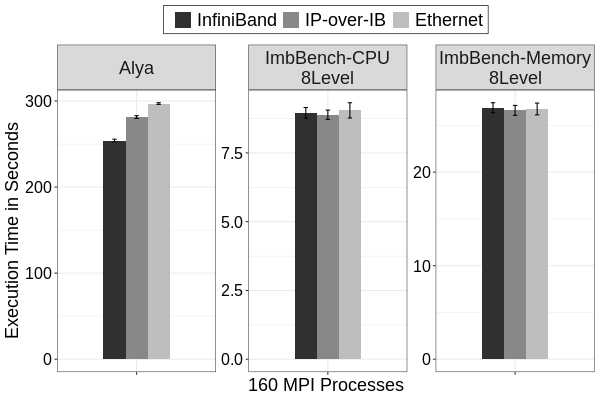 InfiniBand IP-over-IB Ethernet
Alya
ImbBench-CPU
8Level
ImbBench-Memory
8Level
Execution Time in Seconds
300
200
100
0
7.5
5.0
2.5
0.0
20
10
0
160 MPI Processes